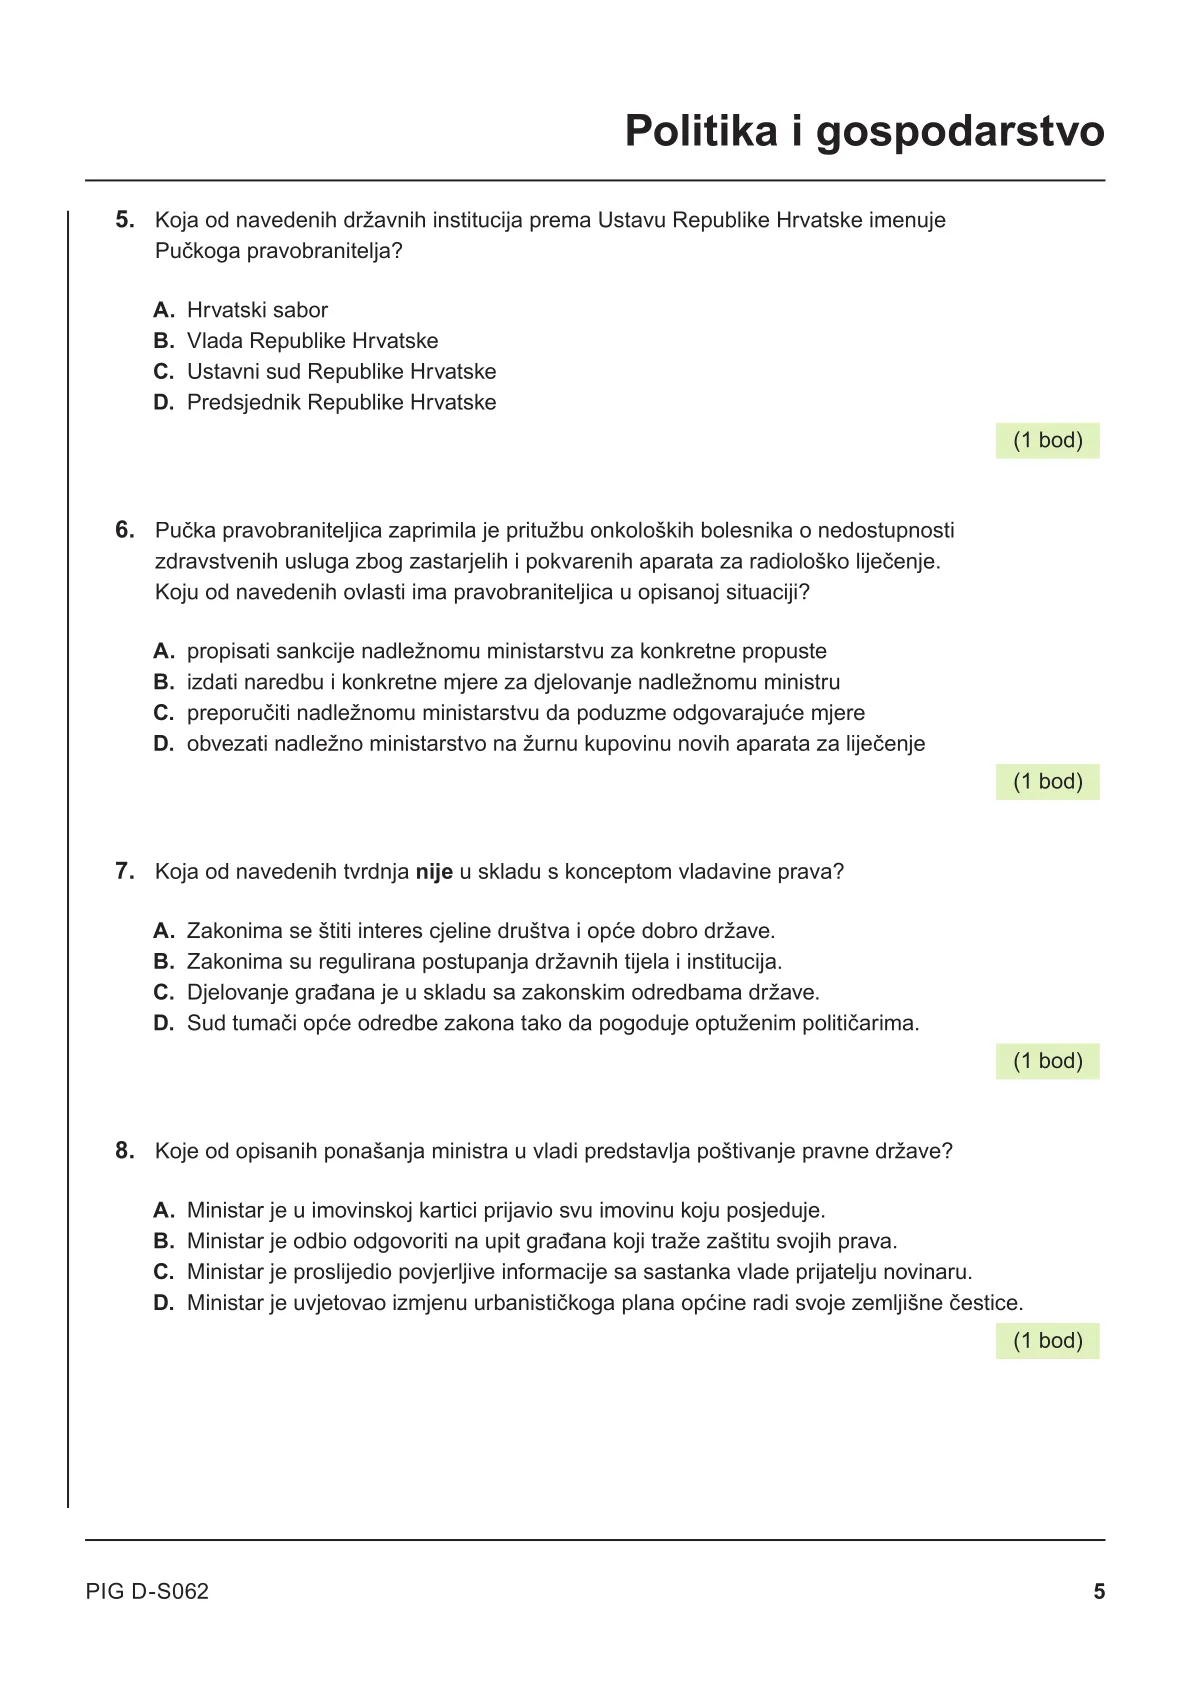 Politika i gospodarstvo
5. Koja od navedenih državnih institucija prema Ustavu Republike Hrvatske imenuje
Pučkoga pravobranitelja?
A. Hrvatski sabor
B. Vlada Republike Hrvatske
C. Ustavni sud Republike Hrvatske
D. Predsjednik Republike Hrvatske
(1 bod)
6. Pučka pravobraniteljica zaprimila je pritužbu onkoloških bolesnika o nedostupnosti
zdravstvenih usluga zbog zastarjelih i pokvarenih aparata za radiološko liječenje.
Koju od navedenih ovlasti ima pravobraniteljica u opisanoj situaciji?
A. propisati sankcije nadležnomu ministarstvu za konkretne propuste
B. izdati naredbu i konkretne mjere za djelovanje nadležnomu ministru
C. preporučiti nadležnomu ministarstvu da poduzme odgovarajuće mjere
D. obvezati nadležno ministarstvo na žurnu kupovinu novih aparata za liječenje
(1 bod)
7. Koja od navedenih tvrdnja nije u skladu s konceptom vladavine prava?
A. Zakonima se štiti interes cjeline društva i opće dobro države.
B. Zakonima su regulirana postupanja državnih tijela i institucija.
C. Djelovanje građana je u skladu sa zakonskim odredbama države.
D. Sud tumači opće odredbe zakona tako da pogoduje optuženim političarima.
(1 bod)
8. Koje od opisanih ponašanja ministra u vladi predstavlja poštivanje pravne države?
A. Ministar je u imovinskoj kartici prijavio svu imovinu koju posjeduje.
B. Ministar je odbio odgovoriti na upit građana koji traže zaštitu svojih prava.
C. Ministar je proslijedio povjerljive informacije sa sastanka vlade prijatelju novinaru.
D. Ministar je uvjetovao izmjenu urbanističkoga plana općine radi svoje zemljišne čestice.
(1 bod)
PIG D-S062
5